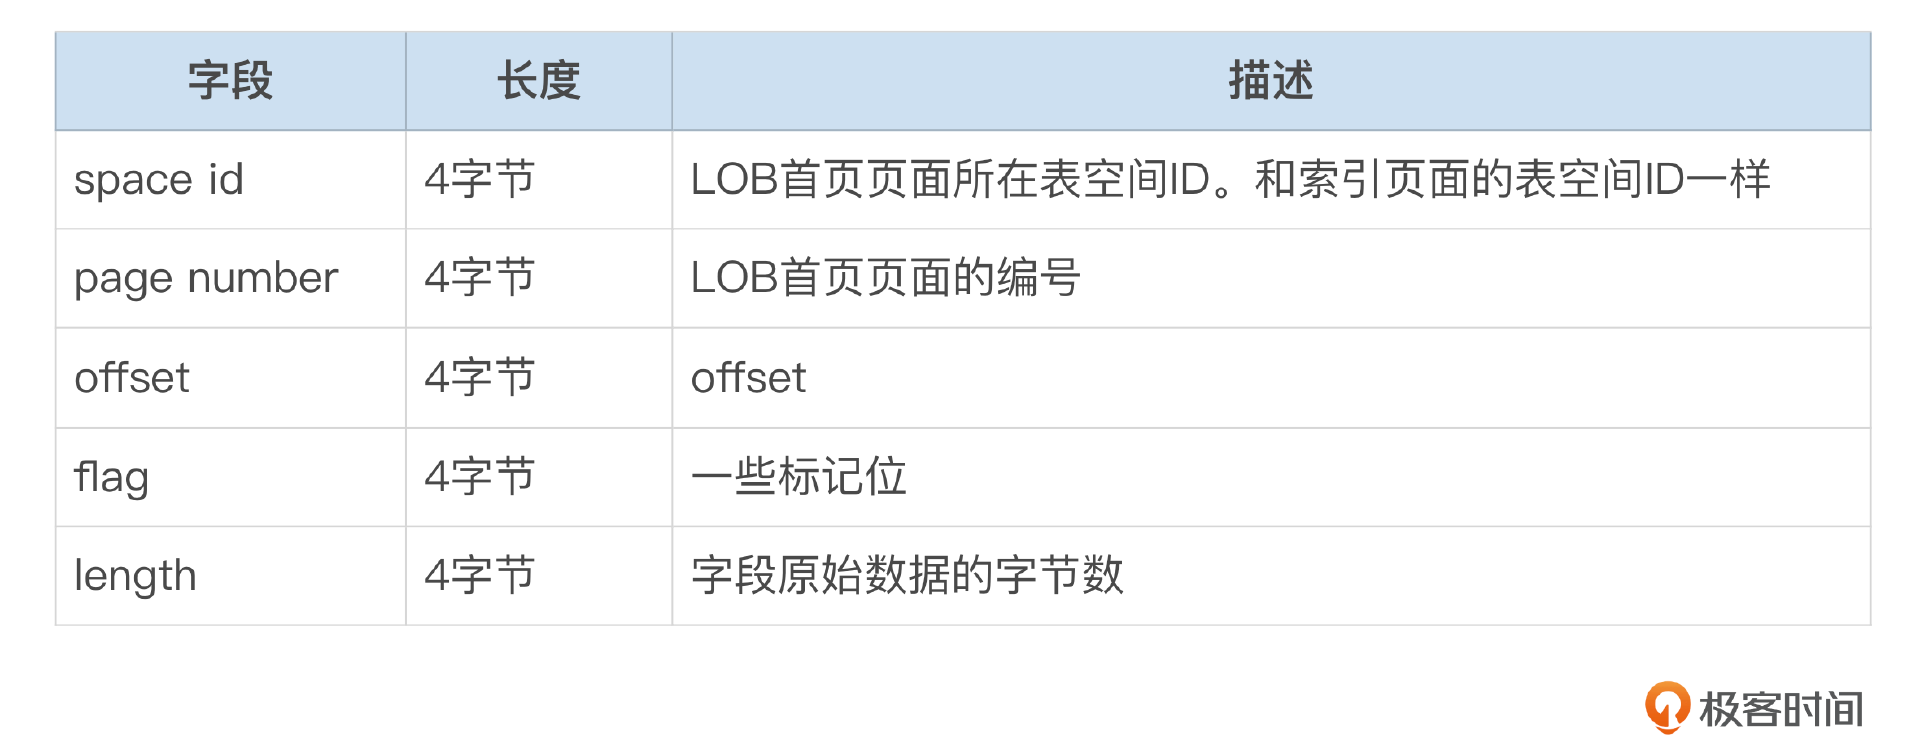 字段 长度 描述
space id 4字节 LOB首页页面所在表空间ID。和索引页面的表空间ID一样
page number 4字节 LOB首页页面的编号
offset 4字节 offset
flag 4字节 一些标记位
length 4字节 字段原始数据的字节数
极客时间